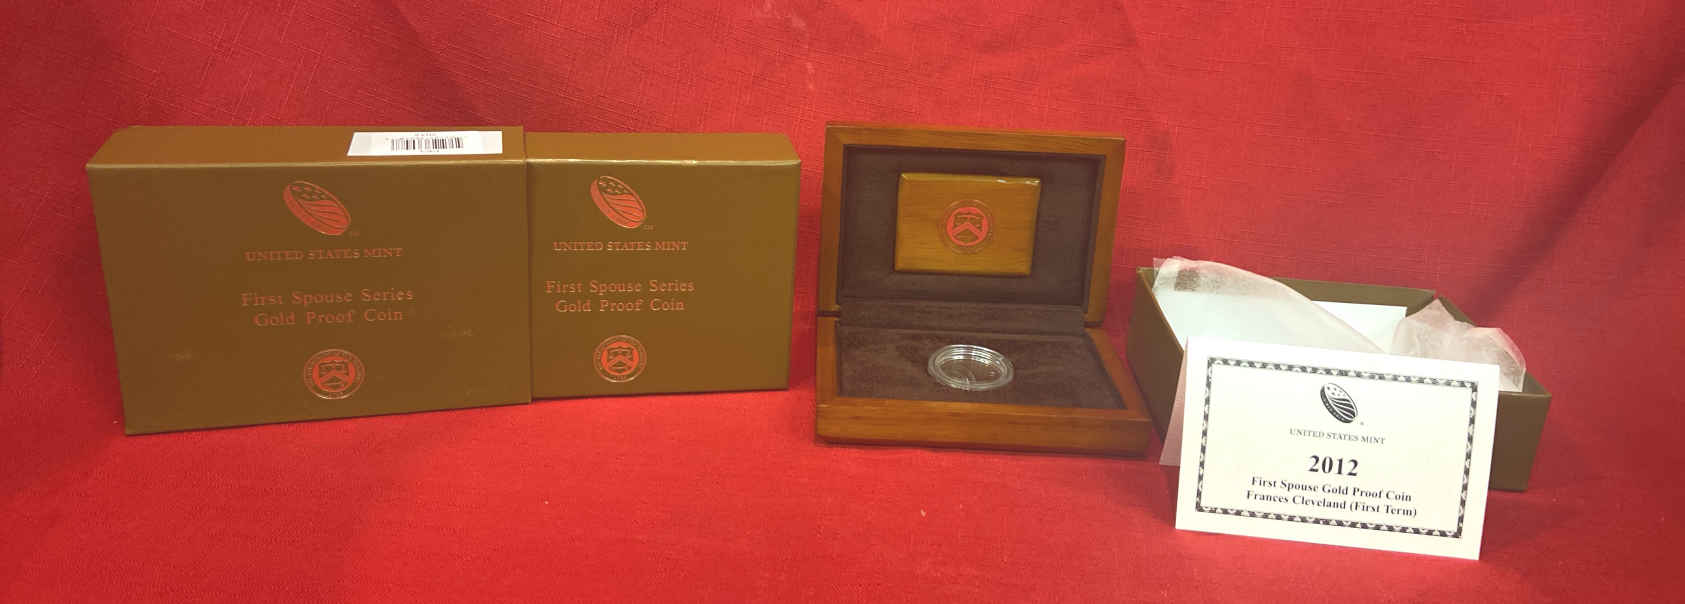 UNITED STATES MINT
First Spouse Series
Gold Proof Coin
UNITED STATES MINT
First Spouse Series
Gold Proof Coin
UNITED STATES MINT
2012
First Spouse Gold Proof Coin
Frances Cleveland (First Term)